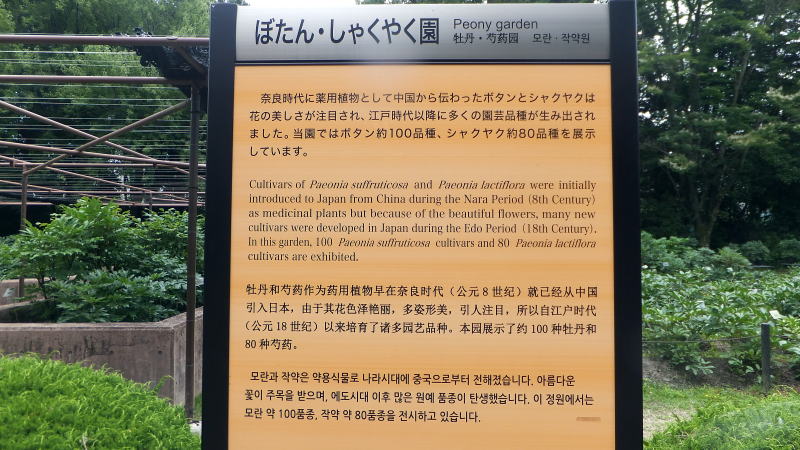 ぼたん・しゃくやく園
Peony garden
牡丹・芍药园 모란·작약원
奈良時代に薬用植物として中国から伝わったボタンとシャクヤクは
花の美しさが注目され、江戸時代以降に多くの園芸品種が生み出され
ました。当園ではボタン約100品種、シャクヤク約80品種を展示
しています。
Cultivars of Paeonia suffruticosa and Paeonia lactiflora were initially
introduced to Japan from China during the Nara Period (8th Century)
as medicinal plants but because of the beautiful flowers, many new
cultivars were developed in Japan during the Edo Period (18th Century).
In this garden, 100 Paeonia suffruticosa cultivars and 80 Paeonia lactiflora
cultivars are exhibited.
牡丹和芍药作为药用植物早在奈良时代（公元 8 世纪）就已经从中国
引入日本，由于其花色泽艳丽，多姿形美，引人注目，所以自江户时代
（公元 18 世纪）以来培育了诸多园艺品种。本园展示了约 100 种牡丹和
80 种芍药。
모란과 작약은 약용식물로 나라시대에 중국으로부터 전해졌습니다. 아름다운
꽃이 주목을 받으며, 에도시대 이후 많은 원예 품종이 탄생했습니다. 이 정원에서는
모란 약 100품종, 작약 약 80품종을 전시하고 있습니다.